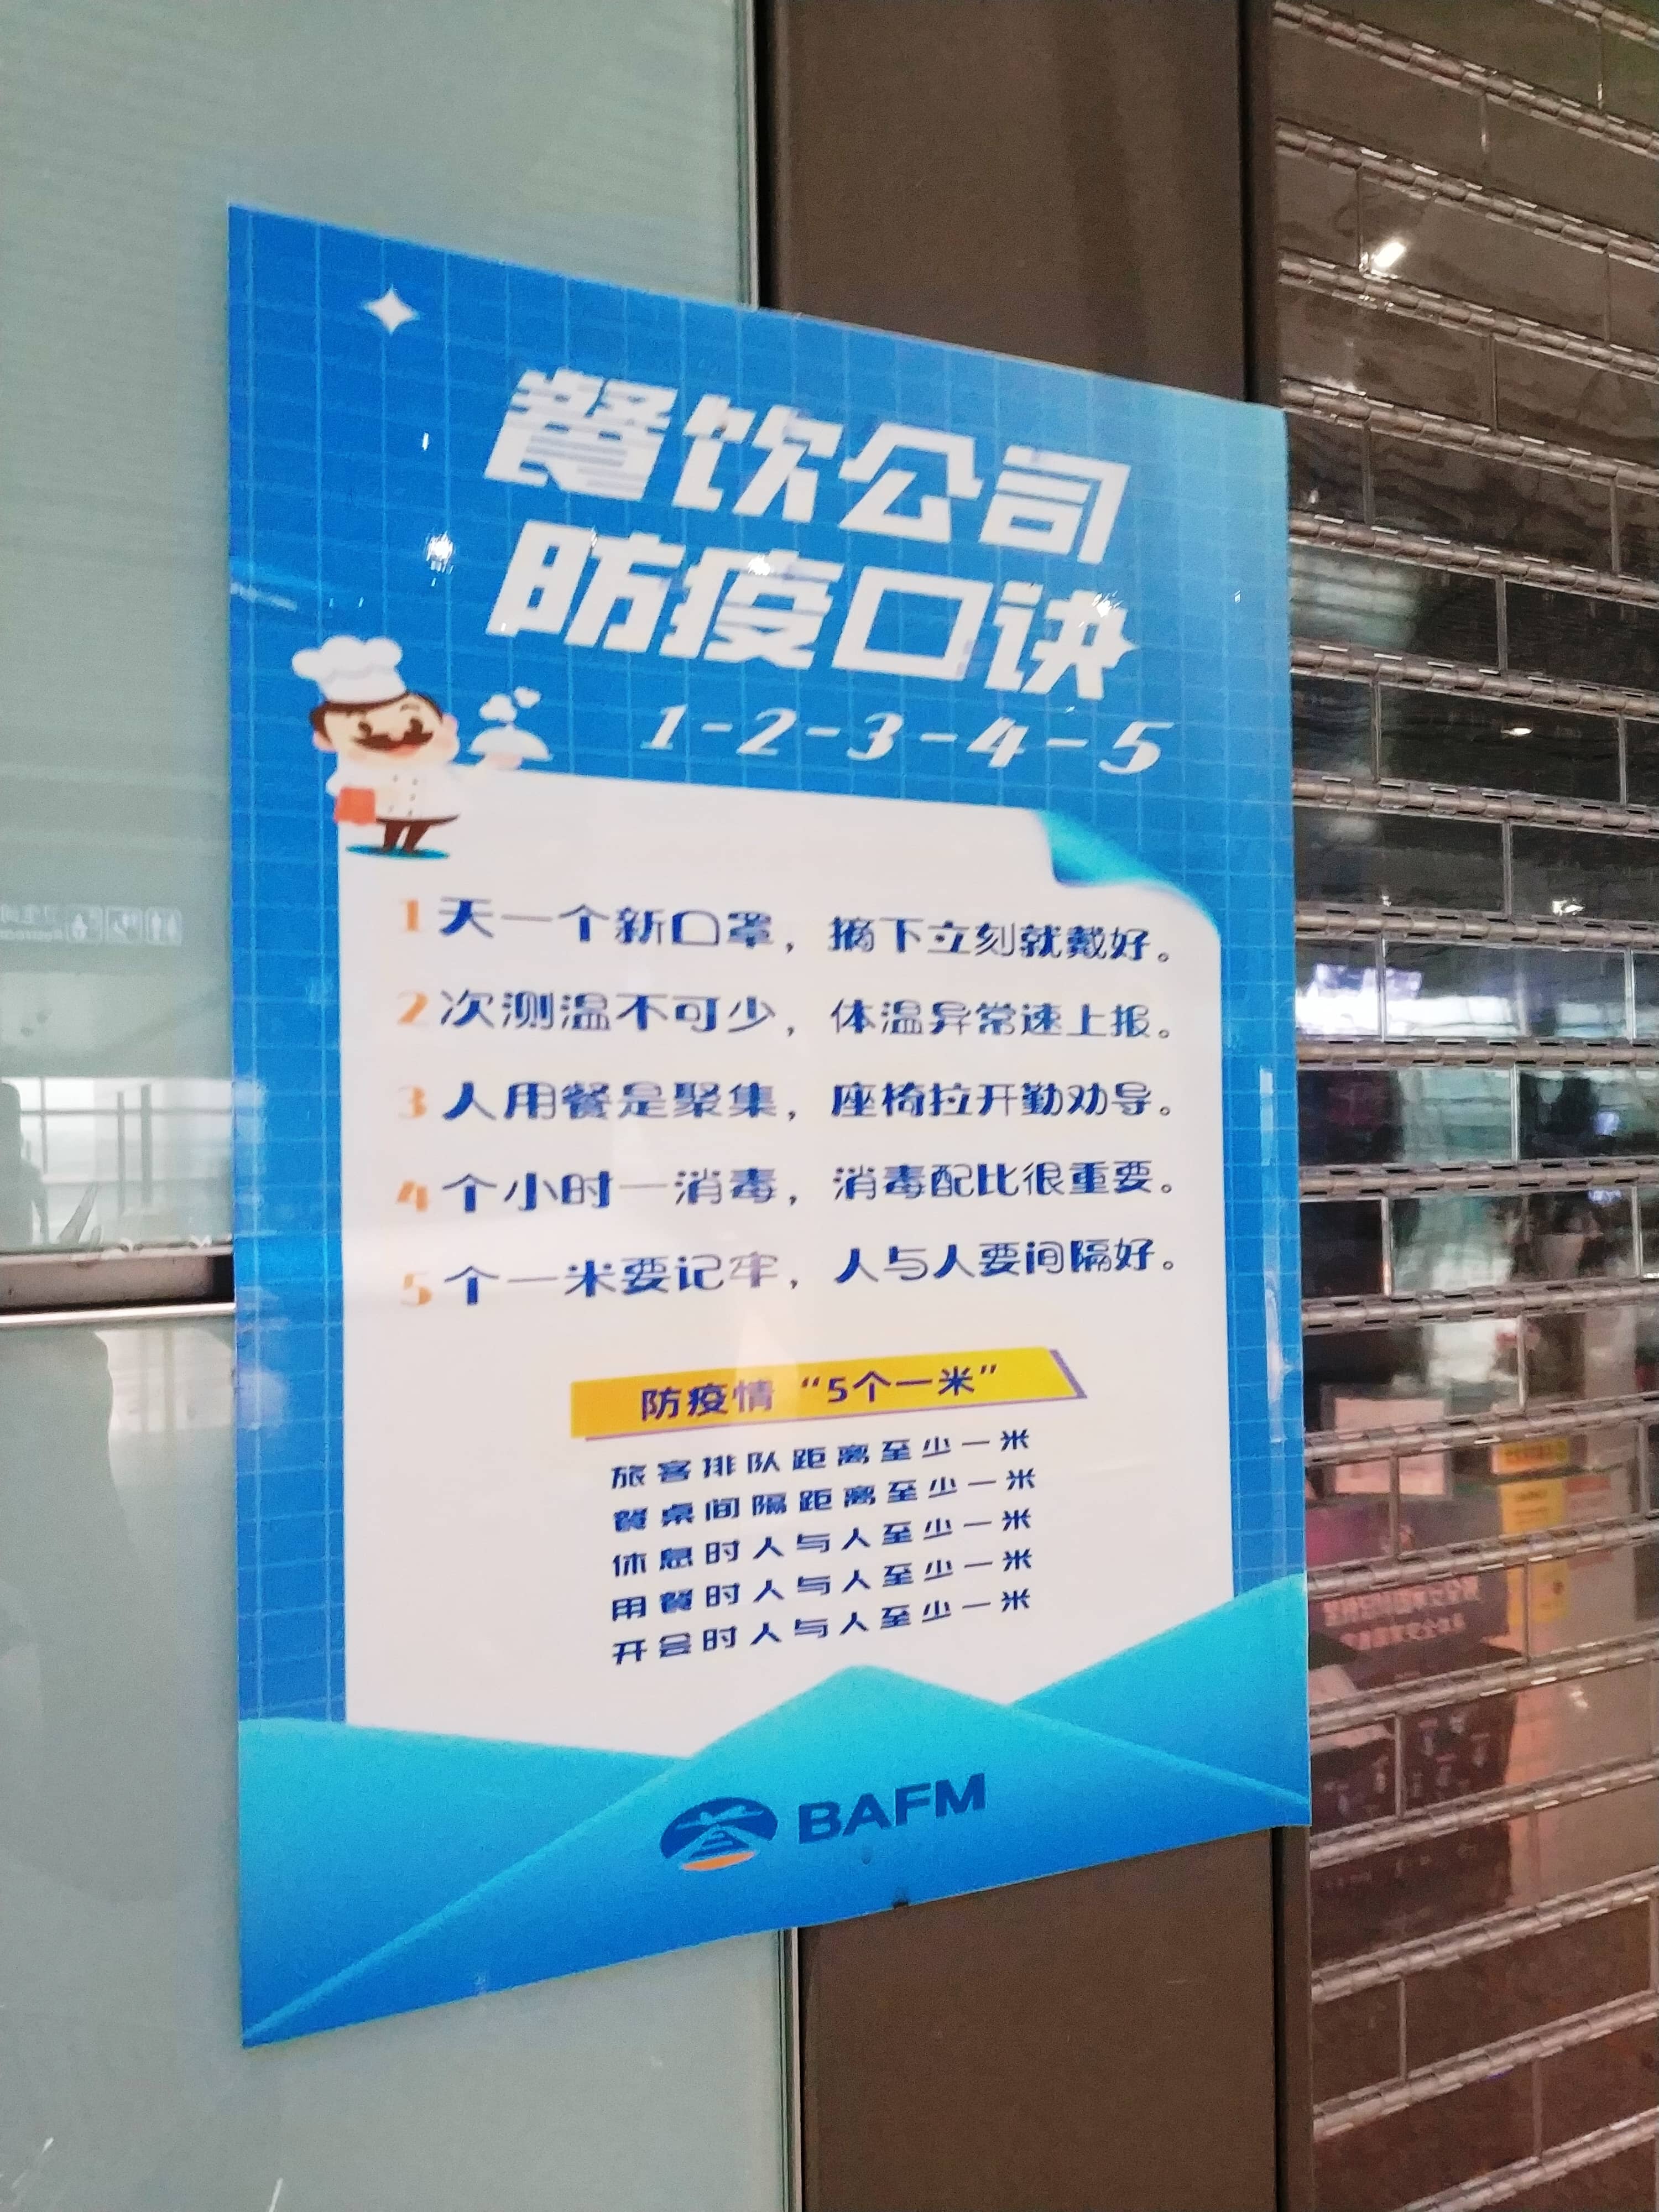 餐饮公司
防疫口诀
1-2-3-4-5
1天一个新口罩，摘下立刻就戴好。
2次测温不可少，体温异常速上报。
3人用餐是聚集，座椅拉开勤劝导。
4个小时一消毒，消毒配比很重要。
5个一米要记牢，人与人要间隔好。
防疫情“5个一米”
旅客排队距离至少一米
餐桌间隔距离至少一米
休息时人与人至少一米
用餐时人与人至少一米
开会时人与人至少一米
BAFM